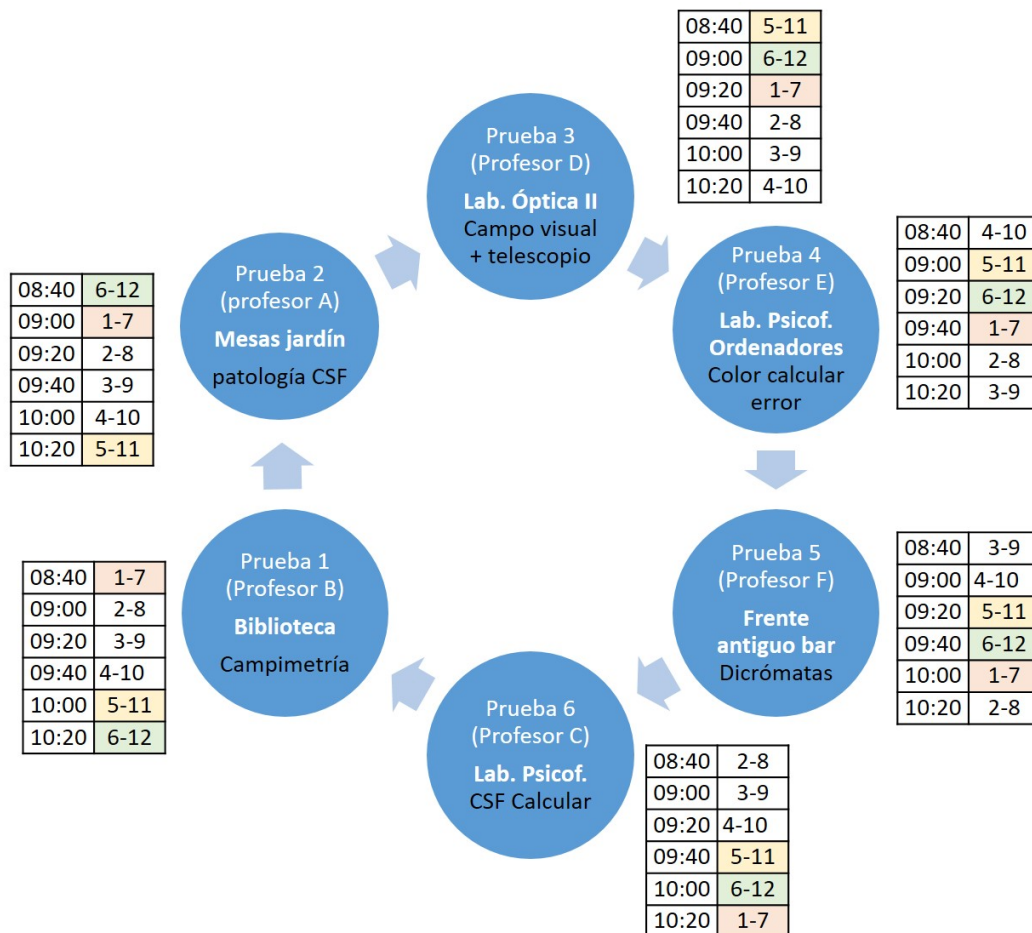 08:40 5-11
09:00 6-12
09:20 1-7
09:40 2-8
10:00 3-9
10:20 4-10
Prueba 3
(Profesor D)
Lab. Óptica II
Campo visual
+ telescopio
08:40 4-10
09:00 5-11
09:20 6-12
09:40 1-7
10:00 2-8
10:20 3-9
Prueba 4
(Profesor E)
Lab. Psicof.
Ordenadores
Color calcular
error
08:40 6-12
09:00 1-7
09:20 2-8
09:40 3-9
10:00 4-10
10:20 5-11
Prueba 2
(profesor A)
Mesas jardín
patología CSF
08:40 1-7
09:00 2-8
09:20 3-9
09:40 4-10
10:00 5-11
10:20 6-12
Prueba 1
(Profesor B)
Biblioteca
Campimetría
Prueba 5
(Profesor F)
Frente
antiguo bar
Dicrómatas
08:40 3-9
09:00 4-10
09:20 5-11
09:40 6-12
10:00 1-7
10:20 2-8
Prueba 6
(Profesor C)
Lab. Psicof.
CSF Calcular
08:40 2-8
09:00 3-9
09:20 4-10
09:40 5-11
10:00 6-12
10:20 1-7